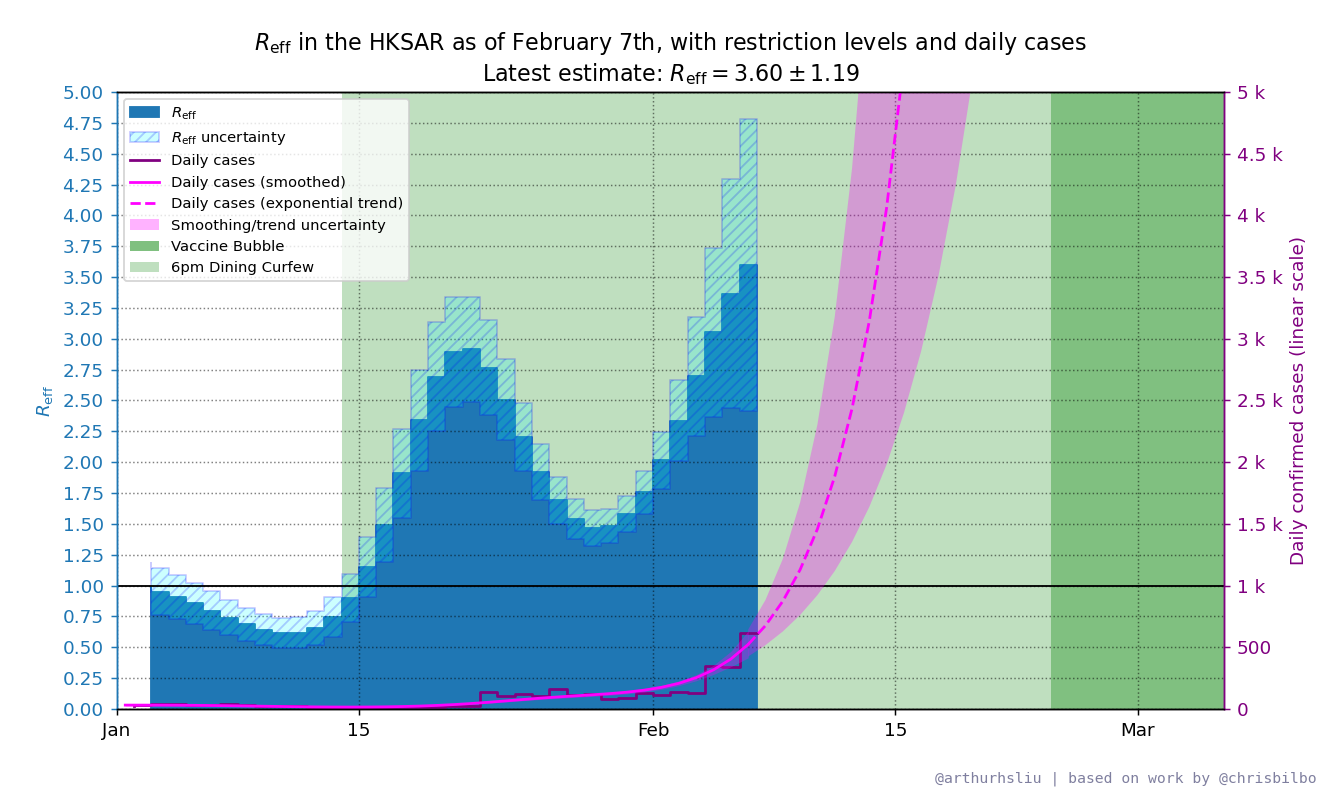 Reff in the HKSAR as of February 7th, with restriction levels and daily cases
Latest estimate: Reff = 3.60 ± 1.19
Reff
Reff uncertainty
Daily cases
Daily cases (smoothed)
Daily cases (exponential trend)
Smoothing/trend uncertainty
Vaccine Bubble
6pm Dining Curfew
5.00
4.75
4.50
4.25
4.00
3.75
3.50
3.25
3.00
2.75
2.50
2.25
2.00
1.75
1.50
1.25
1.00
0.75
0.50
0.25
0.00
Reff
5 k
4.5 k
4 k
3.5 k
3 k
2.5 k
2 k
1.5 k
1 k
500
0
Daily confirmed cases (linear scale)
Jan 15 Feb 15 Mar
@arthurhsliu | based on work by @chrisbilbo